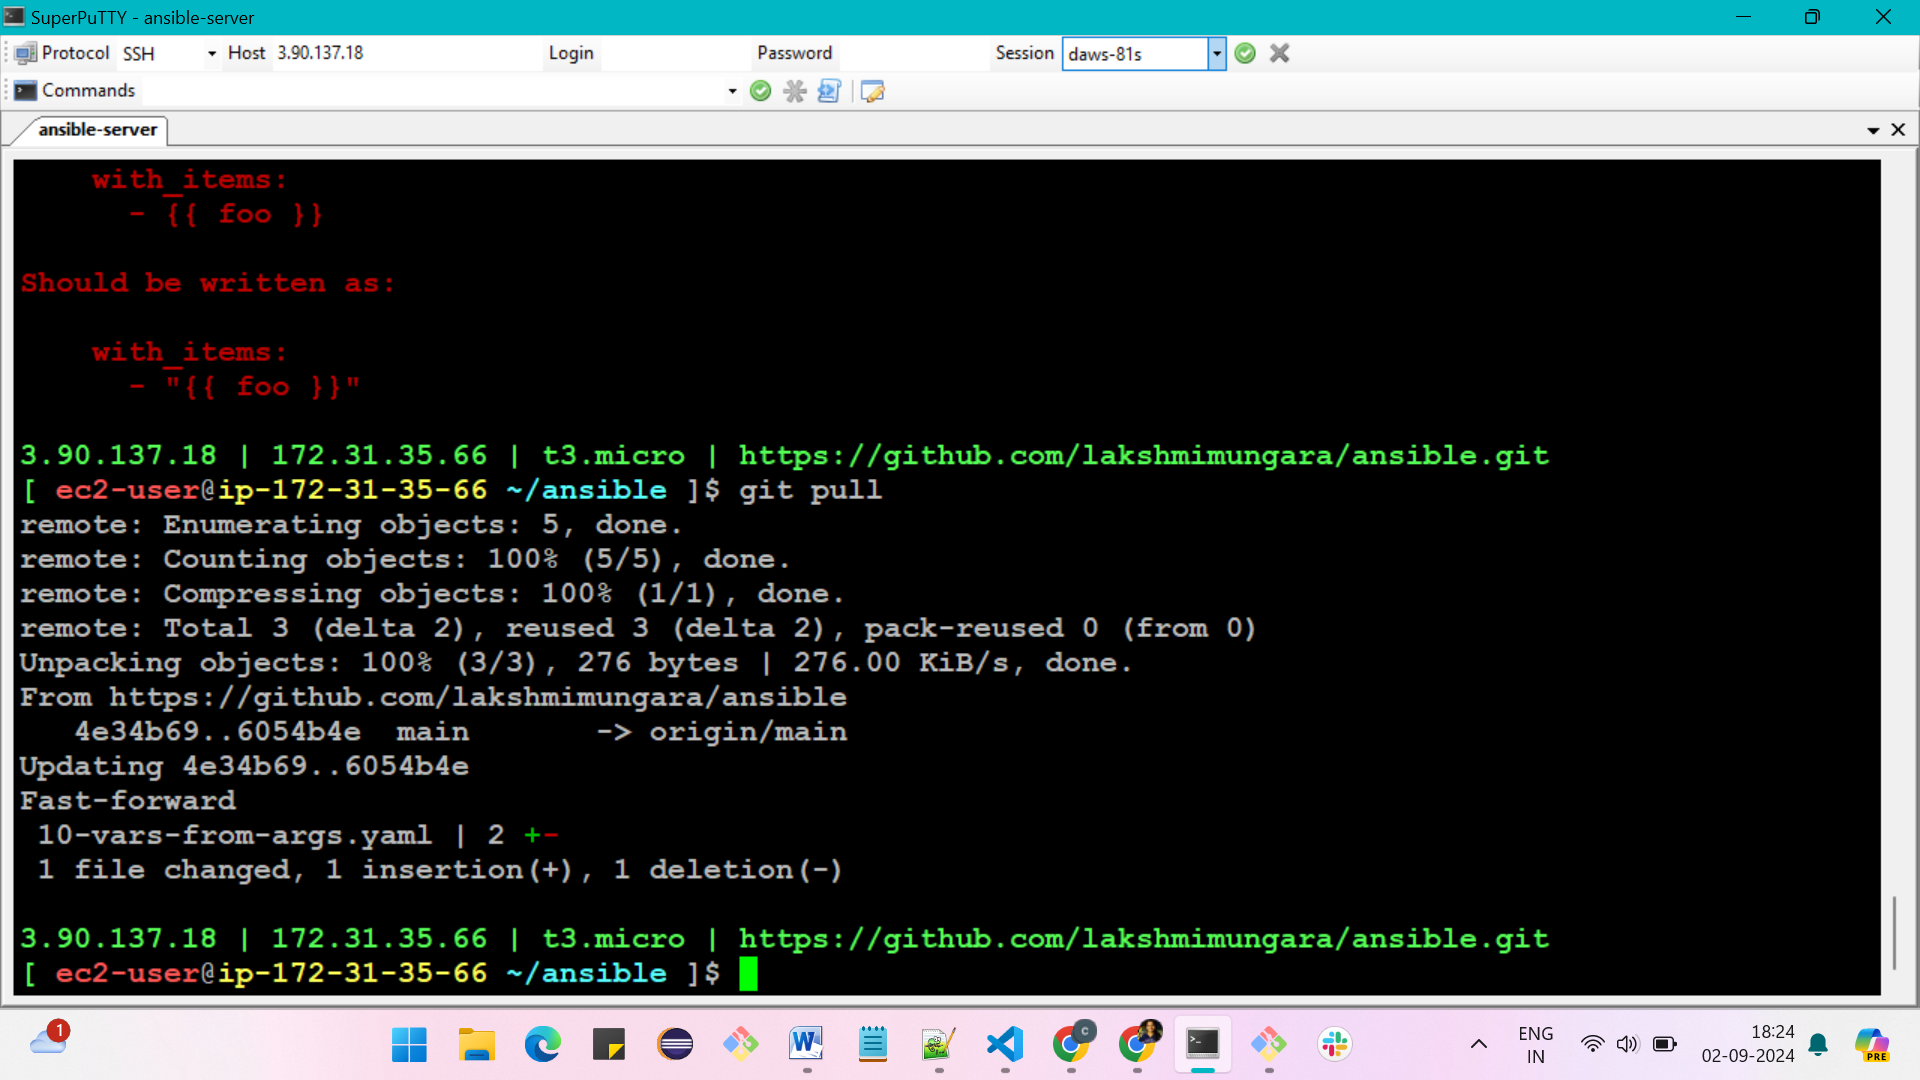 SuperPuTTY - ansible-server
Protocol SSH Host 3.90.137.18 Login Password Session daws-81s
Commands
ansible-server
with_items:
- {{ foo }}
Should be written as:
with_items:
- "{{ foo }}"
3.90.137.18 | 172.31.35.66 | t3.micro | https://github.com/lakshmimungara/ansible.git
[ ec2-user@ip-172-31-35-66 ~/ansible ]$ git pull
remote: Enumerating objects: 5, done.
remote: Counting objects: 100% (5/5), done.
remote: Compressing objects: 100% (1/1), done.
remote: Total 3 (delta 2), reused 3 (delta 2), pack-reused 0 (from 0)
Unpacking objects: 100% (3/3), 276 bytes | 276.00 KiB/s, done.
From https://github.com/lakshmimungara/ansible
4e34b69..6054b4e main -> origin/main
Updating 4e34b69..6054b4e
Fast-forward
10-vars-from-args.yaml | 2 +-
1 file changed, 1 insertion(+), 1 deletion(-)
3.90.137.18 | 172.31.35.66 | t3.micro | https://github.com/lakshmimungara/ansible.git
[ ec2-user@ip-172-31-35-66 ~/ansible ]$
1
W
C
ENG
IN
18:24
02-09-2024
PRE